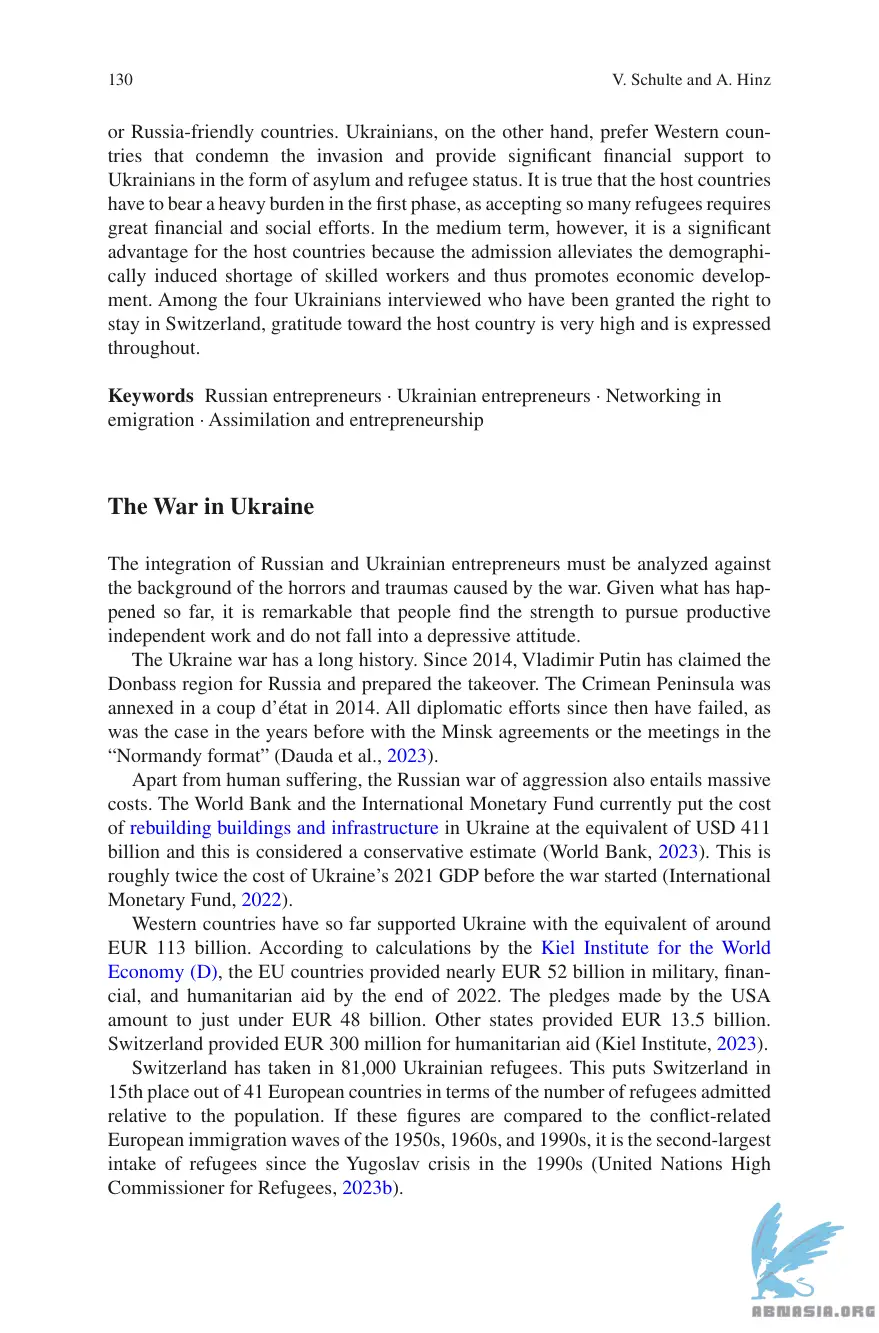 130
V. Schulte and A. Hinz
or Russia-friendly countries. Ukrainians, on the other hand, prefer Western coun-
tries that condemn the invasion and provide significant financial support to
Ukrainians in the form of asylum and refugee status. It is true that the host countries
have to bear a heavy burden in the first phase, as accepting so many refugees requires
great financial and social efforts. In the medium term, however, it is a significant
advantage for the host countries because the admission alleviates the demographi-
cally induced shortage of skilled workers and thus promotes economic develop-
ment. Among the four Ukrainians interviewed who have been granted the right to
stay in Switzerland, gratitude toward the host country is very high and is expressed
throughout.
Keywords Russian entrepreneurs · Ukrainian entrepreneurs · Networking in
emigration · Assimilation and entrepreneurship
The War in Ukraine
The integration of Russian and Ukrainian entrepreneurs must be analyzed against
the background of the horrors and traumas caused by the war. Given what has hap-
pened so far, it is remarkable that people find the strength to pursue productive
independent work and do not fall into a depressive attitude.
The Ukraine war has a long history. Since 2014, Vladimir Putin has claimed the
Donbass region for Russia and prepared the takeover. The Crimean Peninsula was
annexed in a coup d’état in 2014. All diplomatic efforts since then have failed, as
was the case in the years before with the Minsk agreements or the meetings in the
“Normandy format” (Dauda et al., 2023).
Apart from human suffering, the Russian war of aggression also entails massive
costs. The World Bank and the International Monetary Fund currently put the cost
of rebuilding buildings and infrastructure in Ukraine at the equivalent of USD 411
billion and this is considered a conservative estimate (World Bank, 2023). This is
roughly twice the cost of Ukraine’s 2021 GDP before the war started (International
Monetary Fund, 2022).
Western countries have so far supported Ukraine with the equivalent of around
EUR 113 billion. According to calculations by the Kiel Institute for the World
Economy (D), the EU countries provided nearly EUR 52 billion in military, finan-
cial, and humanitarian aid by the end of 2022. The pledges made by the USA
amount to just under EUR 48 billion. Other states provided EUR 13.5 billion.
Switzerland provided EUR 300 million for humanitarian aid (Kiel Institute, 2023).
Switzerland has taken in 81,000 Ukrainian refugees. This puts Switzerland in
15th place out of 41 European countries in terms of the number of refugees admitted
relative to the population. If these figures are compared to the conflict-related
European immigration waves of the 1950s, 1960s, and 1990s, it is the second-largest
intake of refugees since the Yugoslav crisis in the 1990s (United Nations High
Commissioner for Refugees, 2023b).
ABNASIA.ORG